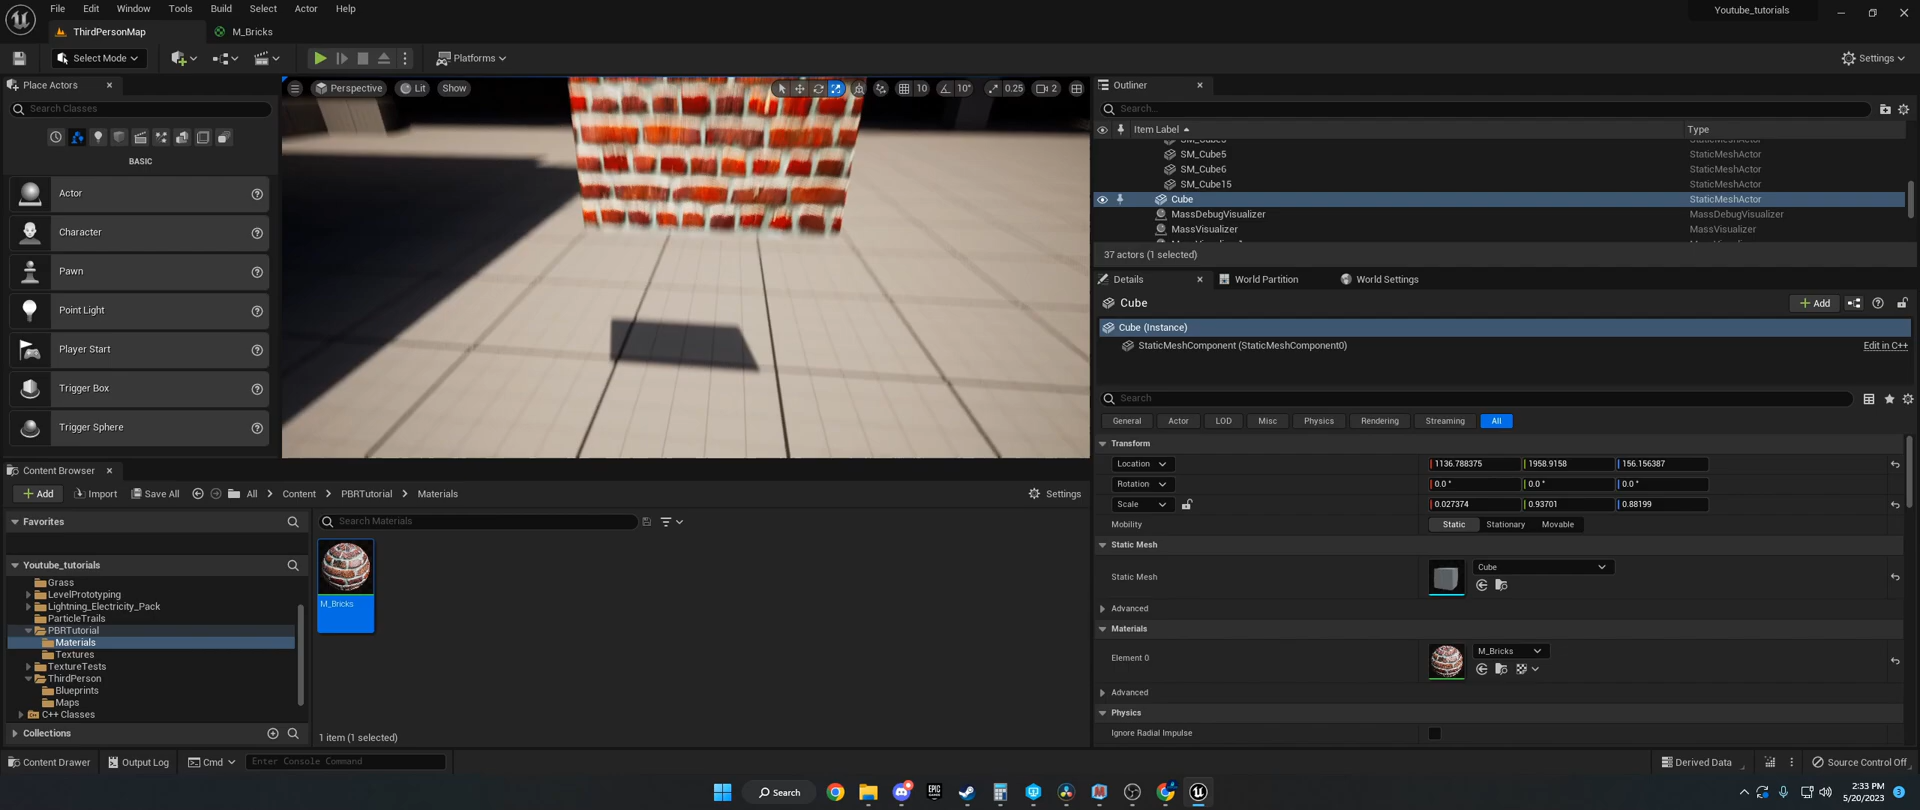 File Edit Window Tools Build Select Actor Help
Youtube_tutorials
ThirdPersonMap
M_Bricks
Select Mode
Platforms
Settings
Place Actors
Search Classes
BASIC
Actor
Character
Pawn
Point Light
Player Start
Trigger Box
Trigger Sphere
Perspective
Lit
Show
10
10°
0.25
2
Outliner
Search...
Item Label
Type
SM_Cube5 StaticMeshActor
SM_Cube6 StaticMeshActor
SM_Cube15 StaticMeshActor
Cube StaticMeshActor
MassDebugVisualizer MassDebugVisualizer
MassVisualizer MassVisualizer
37 actors (1 selected)
Details
World Partition
World Settings
Cube
Add
Cube (Instance)
StaticMeshComponent (StaticMeshComponent0)
Edit in C++
Search
General Actor LOD Misc Physics Rendering Streaming All
Transform
Location 1136.788375 1958.9158 156.156387
Rotation 0.0 ° 0.0 ° 0.0 °
Scale 0.027374 0.93701 0.88199
Mobility Static Stationary Movable
Static Mesh
Static Mesh
Cube
Advanced
Materials
Element 0
M_Bricks
Advanced
Physics
Ignore Radial Impulse
Content Browser
Add
Import
Save All
All
Content
PBRTutorial
Materials
Settings
Favorites
Youtube_tutorials
Grass
LevelPrototyping
Lightning_Electricity_Pack
ParticleTrails
PBRTutorial
Materials
Textures
TextureTests
ThirdPerson
Blueprints
Maps
C++ Classes
Collections
Search Materials
M_Bricks
1 item (1 selected)
Content Drawer
Output Log
Cmd
Enter Console Command
Derived Data
Source Control Off
Search
2:33 PM
5/20/2023
3